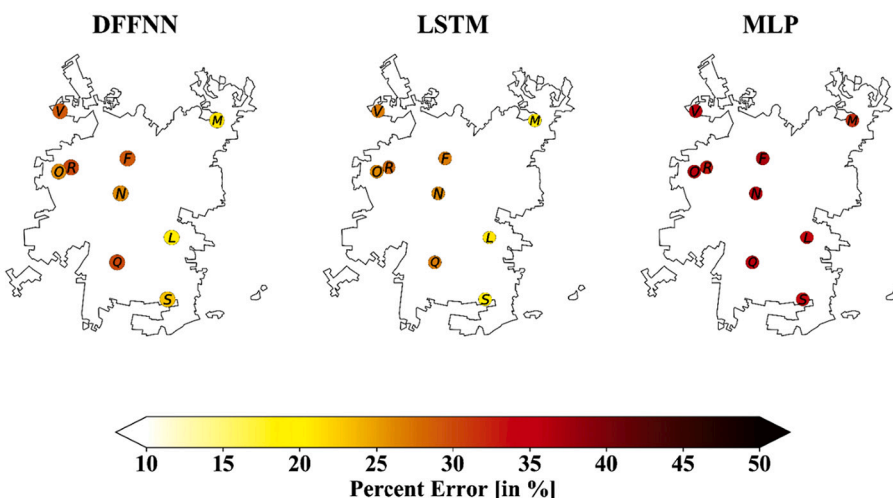 DFFNN LSTM MLP
V M V M V M
F F F
O R O R O R
N N N
L L L
Q Q Q
S S S
10 15 20 25 30 35 40 45 50
Percent Error [in %]